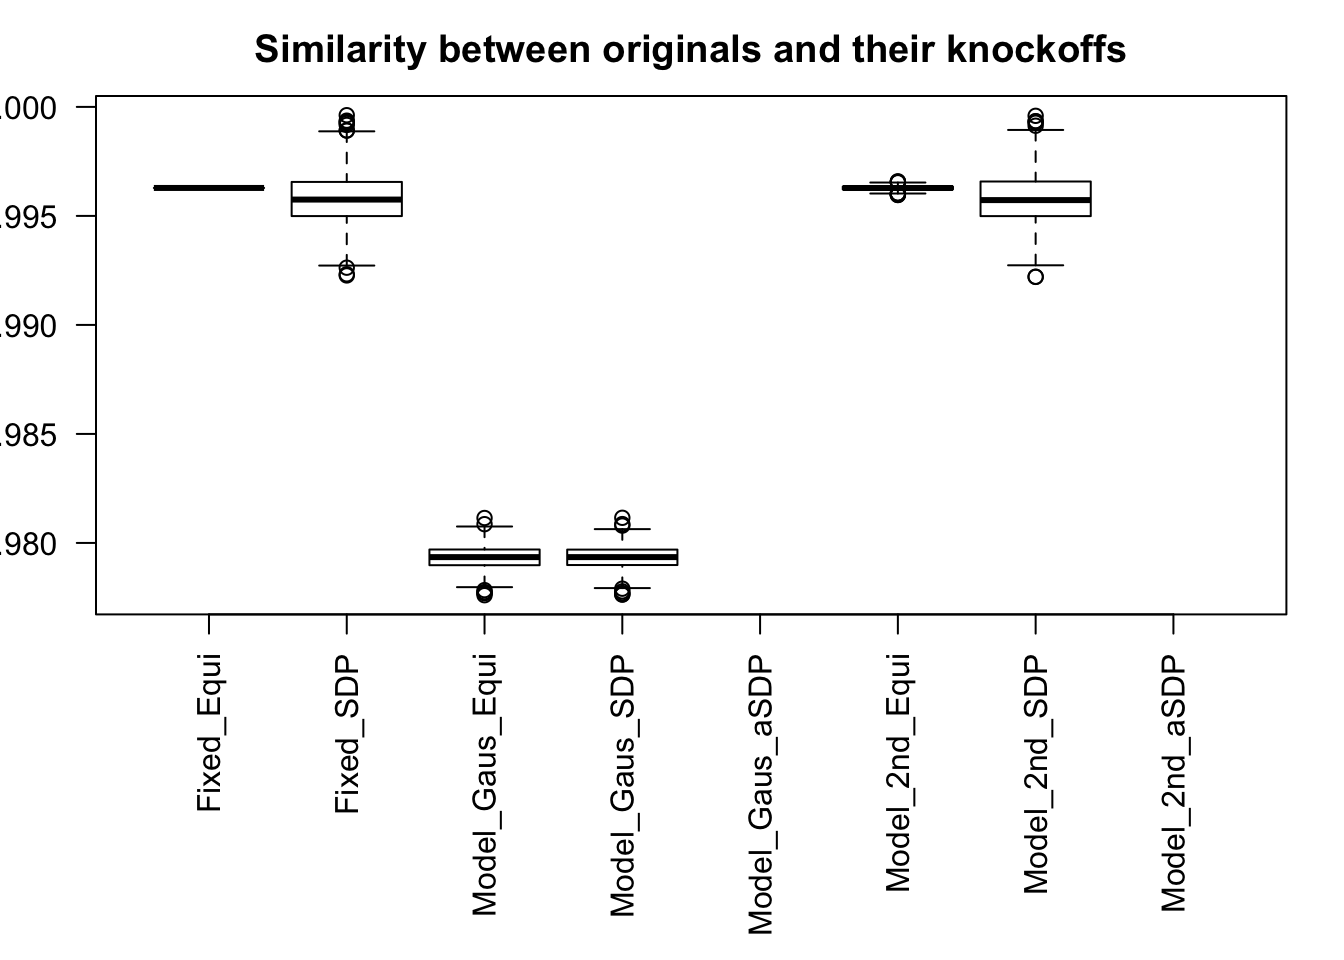 Similarity between originals and their knockoffs
.000
.995
.990
.985
.980
Fixed_Equi
Fixed_SDP
Model_Gaus_Equi
Model_Gaus_SDP
Model_Gaus_aSDP
Model_2nd_Equi
Model_2nd_SDP
Model_2nd_aSDP